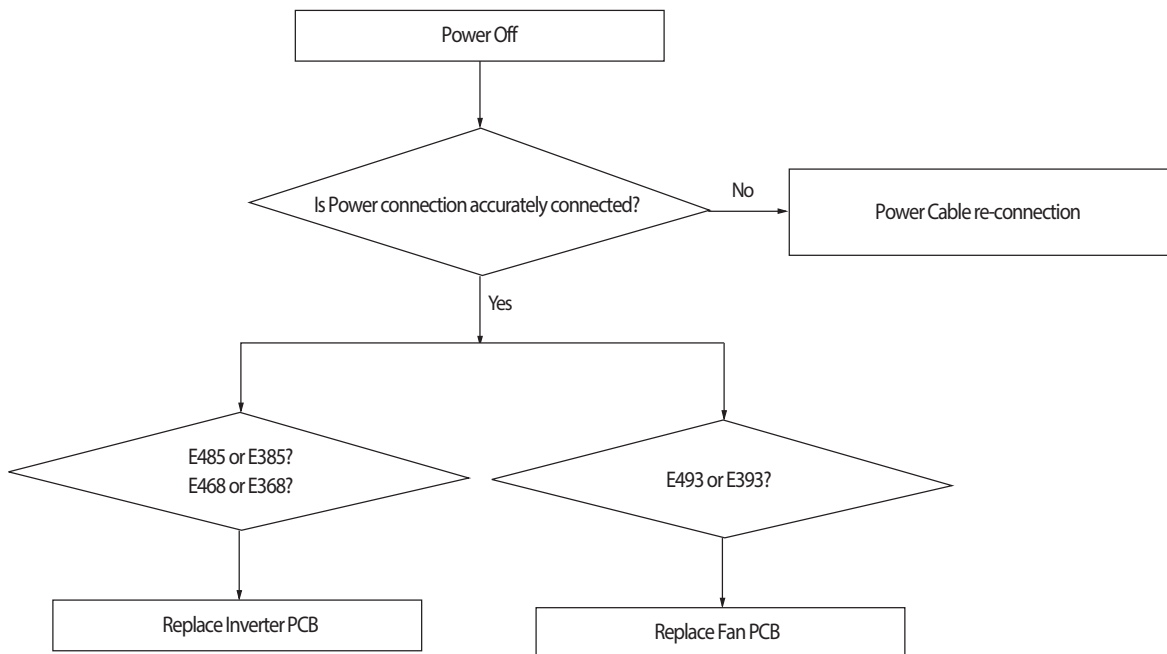 Power Off
Is Power connection accurately connected?
No
Power Cable re-connection
Yes
E485 or E385?
E468 or E368?
E493 or E393?
Replace Inverter PCB
Replace Fan PCB